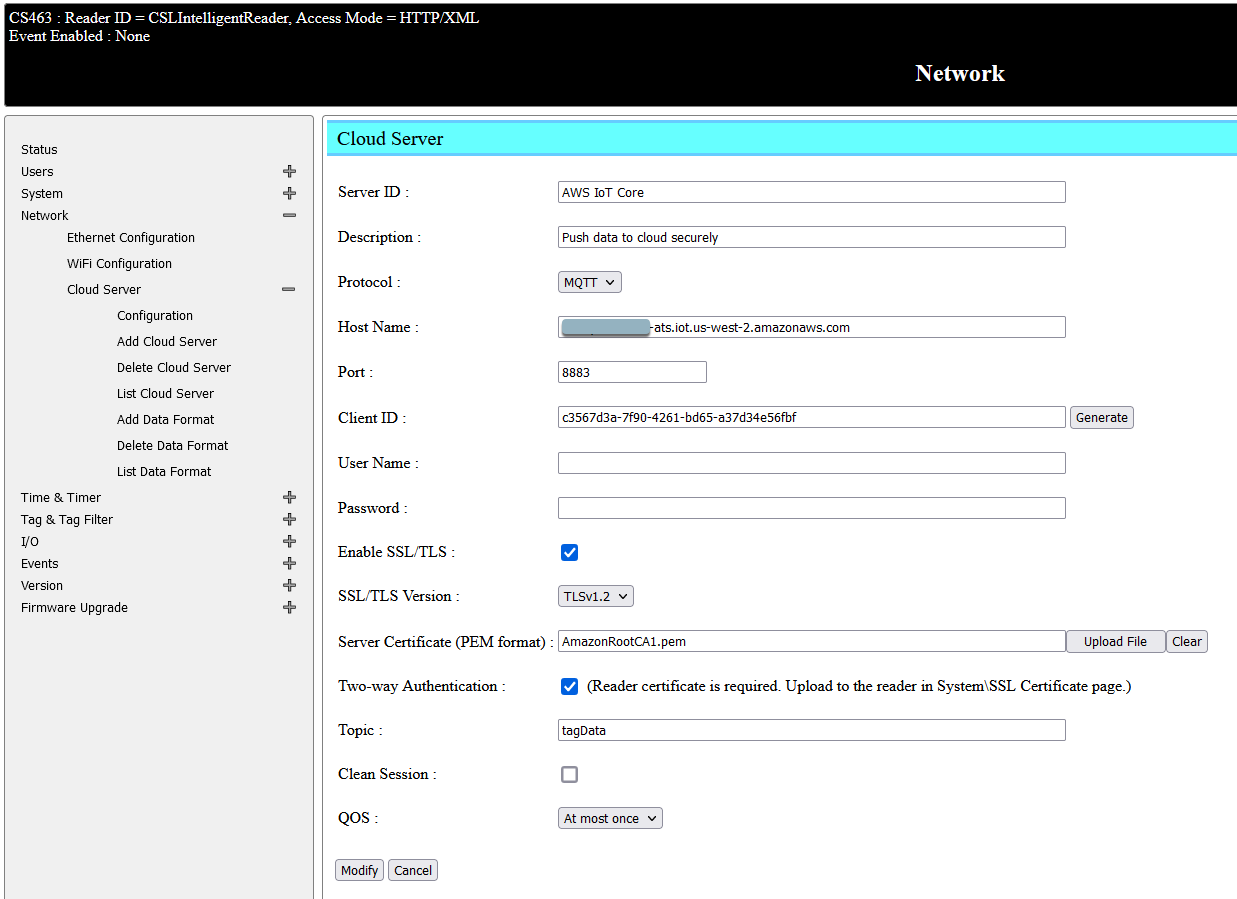 CS463 : Reader ID = CSLIntelligentReader, Access Mode = HTTP/XML
Event Enabled : None
Network
Status
Users
System
Network
Ethernet Configuration
WiFi Configuration
Cloud Server
Configuration
Add Cloud Server
Delete Cloud Server
List Cloud Server
Add Data Format
Delete Data Format
List Data Format
Time & Timer
Tag & Tag Filter
I/O
Events
Version
Firmware Upgrade
Cloud Server
Server ID : AWS IoT Core
Description : Push data to cloud securely
Protocol : MQTT
Host Name : -ats.iot.us-west-2.amazonaws.com
Port : 8883
Client ID : c3567d3a-7f90-4261-bd65-a37d34e56fbf Generate
User Name :
Password :
Enable SSL/TLS :
SSL/TLS Version : TLSv1.2
Server Certificate (PEM format) : AmazonRootCA1.pem Upload File Clear
Two-way Authentication : (Reader certificate is required. Upload to the reader in System\SSL Certificate page.)
Topic : tagData
Clean Session :
QOS : At most once
Modify Cancel